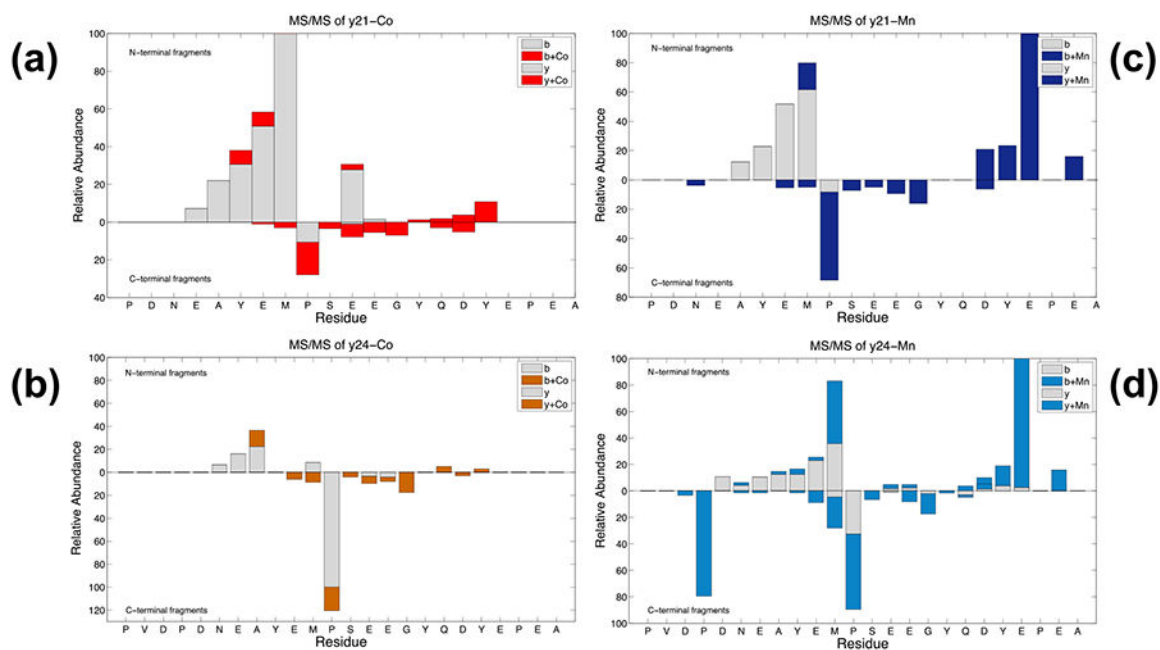 (a)
MS/MS of y21-Co
N-terminal fragments
b
b+Co
y
y+Co
100
80
60
40
20
0
20
40
Relative Abundance
C-terminal fragments
P D N E A Y E M P S E E G Y Q D Y E P E A
Residue
MS/MS of y21-Mn
(c)
N-terminal fragments
b
b+Mn
y
y+Mn
100
80
60
40
20
0
20
40
60
80
Relative Abundance
C-terminal fragments
P D N E A Y E M P S E E G Y Q D Y E P E A
Residue
(b)
MS/MS of y24-Co
N-terminal fragments
b
b+Co
y
y+Co
100
80
60
40
20
0
20
40
60
80
100
120
Relative Abundance
C-terminal fragments
P V D P D N E A Y E M P S E E G Y Q D Y E P E A
Residue
MS/MS of y24-Mn
(d)
N-terminal fragments
b
b+Mn
y
y+Mn
100
80
60
40
20
0
20
40
60
80
100
Relative Abundance
C-terminal fragments
P V D P D N E A Y E M P S E E G Y Q D Y E P E A
Residue